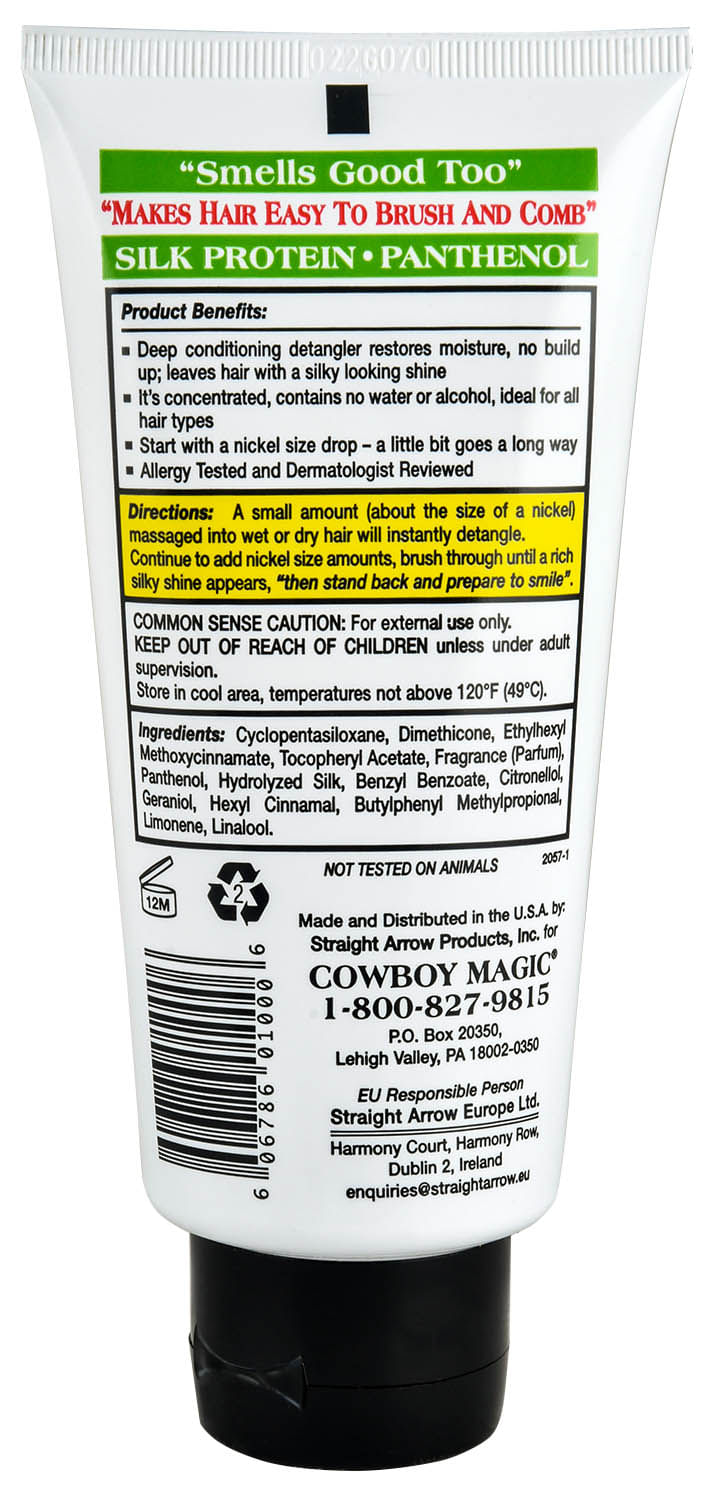 0226070
“Smells Good Too”
“MAKES HAIR EASY TO BRUSH AND COMB”
SILK PROTEIN • PANTHENOL
Product Benefits:
▪ Deep conditioning detangler restores moisture, no build
up; leaves hair with a silky looking shine
▪ It’s concentrated, contains no water or alcohol, ideal for all
hair types
▪ Start with a nickel size drop – a little bit goes a long way
▪ Allergy Tested and Dermatologist Reviewed
Directions: A small amount (about the size of a nickel)
massaged into wet or dry hair will instantly detangle.
Continue to add nickel size amounts, brush through until a rich
silky shine appears, “then stand back and prepare to smile”.
COMMON SENSE CAUTION: For external use only.
KEEP OUT OF REACH OF CHILDREN unless under adult
supervision.
Store in cool area, temperatures not above 120°F (49°C).
Ingredients: Cyclopentasiloxane, Dimethicone, Ethylhexyl
Methoxycinnamate, Tocopheryl Acetate, Fragrance (Parfum),
Panthenol, Hydrolyzed Silk, Benzyl Benzoate, Citronellol,
Geraniol, Hexyl Cinnamal, Butylphenyl Methylpropional,
Limonene, Linalool.
NOT TESTED ON ANIMALS 2057-1
12M
2
Made and Distributed in the U.S.A. by:
Straight Arrow Products, Inc. for
COWBOY MAGIC®
1-800-827-9815
P.O. Box 20350,
Lehigh Valley, PA 18002-0350
EU Responsible Person
Straight Arrow Europe Ltd.
Harmony Court, Harmony Row,
Dublin 2, Ireland
enquiries@straightarrow.eu
6 06786 01000 6